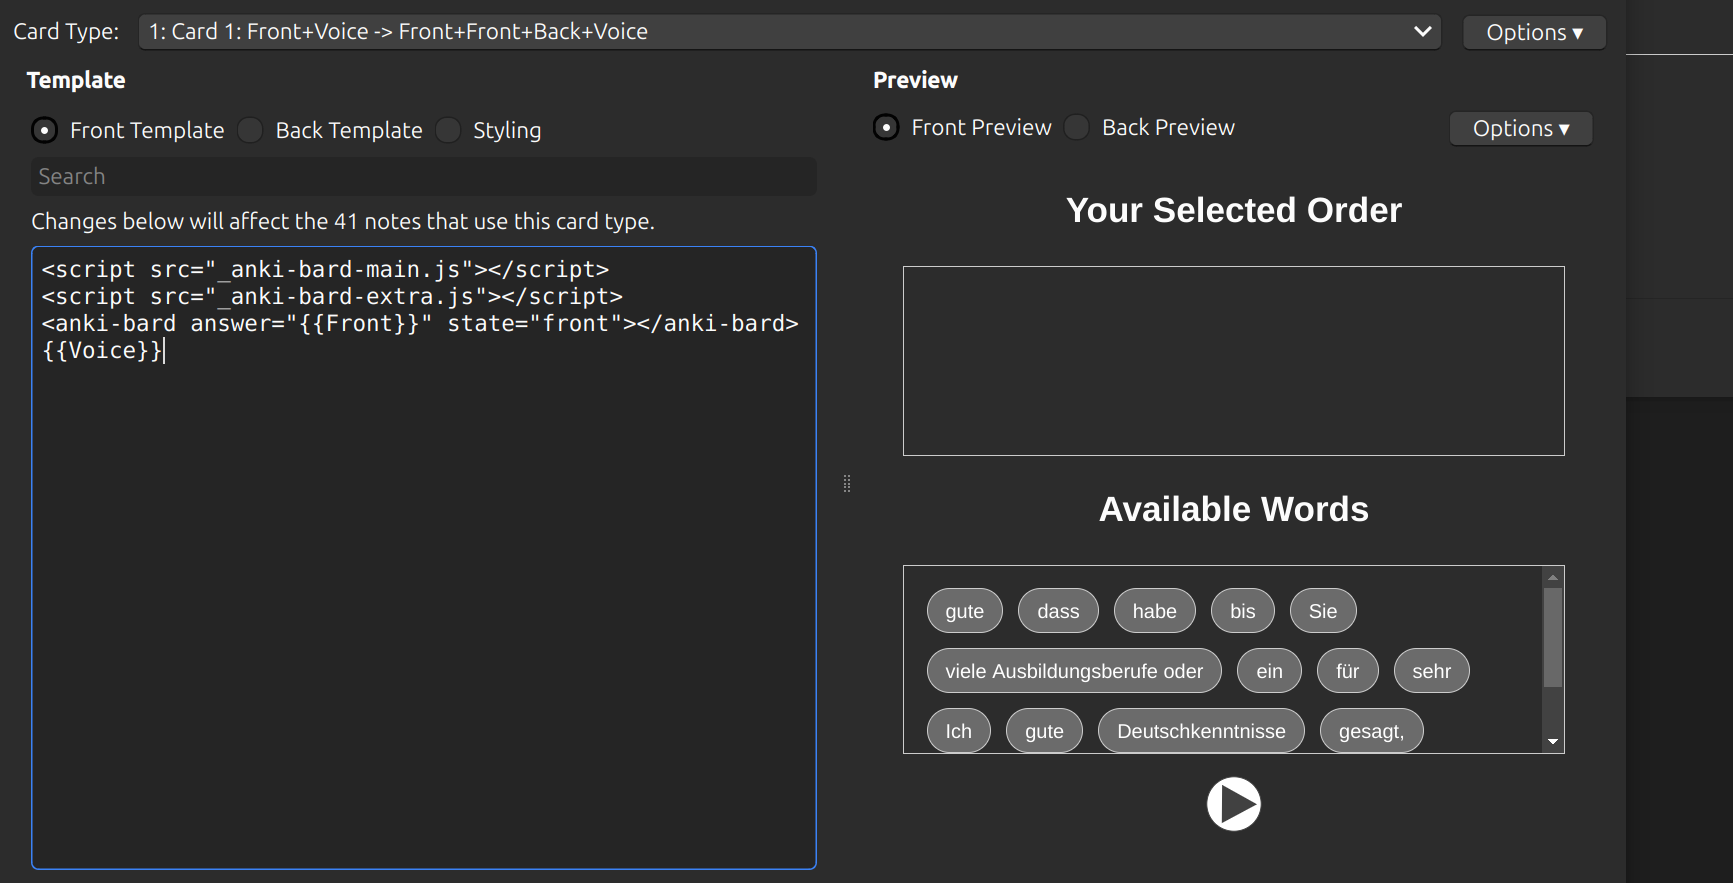 Card Type: 1: Card 1: Front+Voice -> Front+Front+Back+Voice Options ▾
Template
Front Template Back Template Styling
Search
Changes below will affect the 41 notes that use this card type.
<script src="_anki-bard-main.js"></script>
<script src="_anki-bard-extra.js"></script>
<anki-bard answer="{{Front}}" state="front"></anki-bard>
{{Voice}}
Preview
Front Preview Back Preview Options ▾
Your Selected Order
Available Words
gute dass habe bis Sie
viele Ausbildungsberufe oder ein für sehr
Ich gute Deutschkenntnisse gesagt,